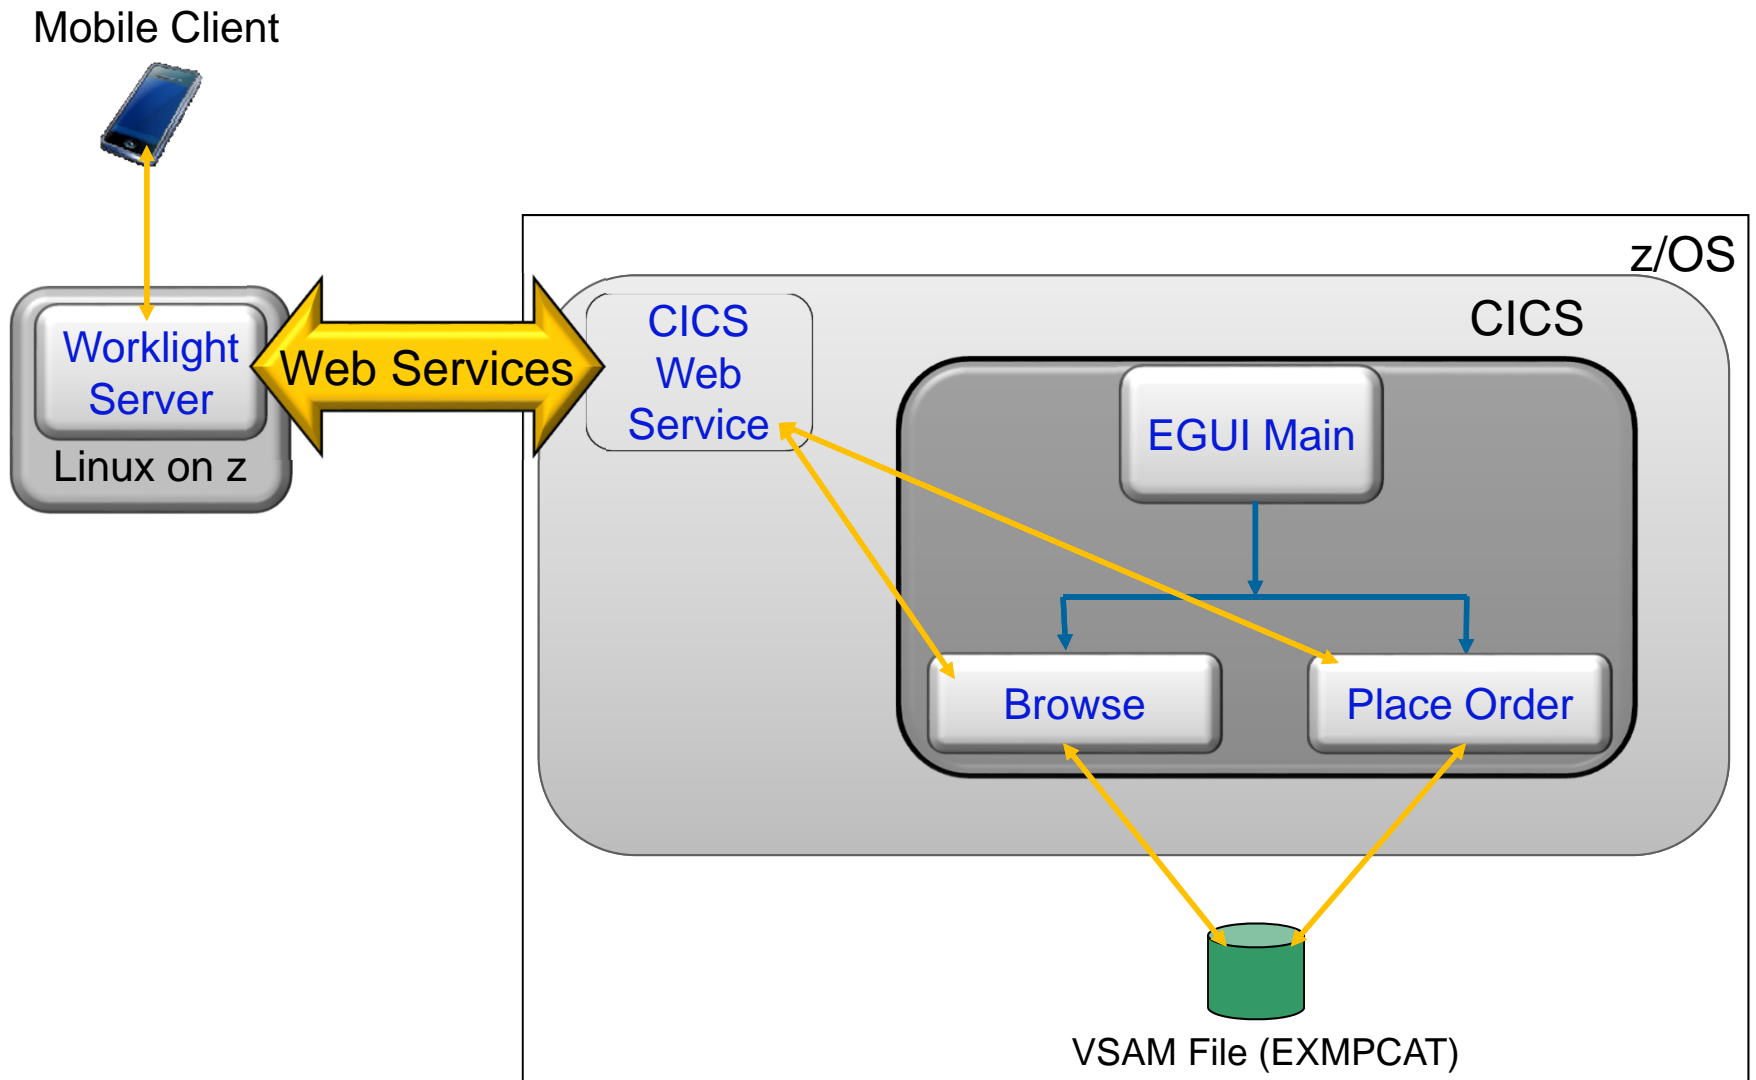 Mobile Client
z/OS
CICS
Worklight
Server
Linux on z
Web Services
CICS
Web
Service
EGUI Main
Browse
Place Order
VSAM File (EXMPCAT)